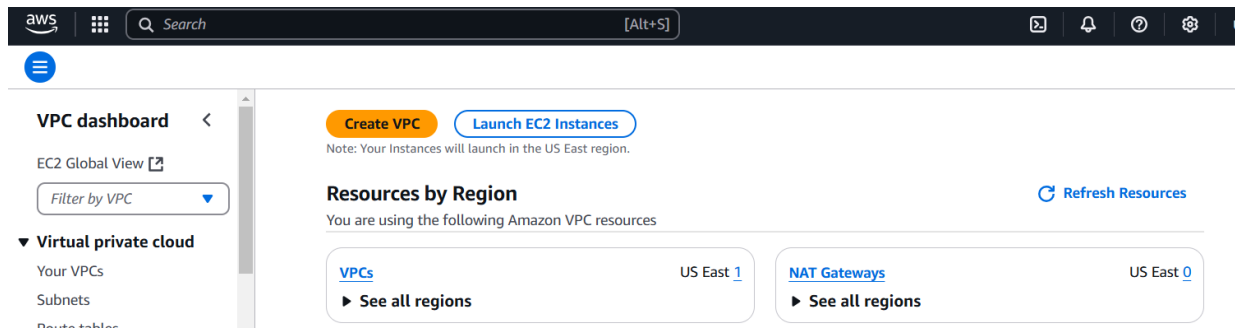 aws
Search [Alt+S]
VPC dashboard
EC2 Global View
Filter by VPC
Virtual private cloud
Your VPCs
Subnets
Route tables
Create VPC Launch EC2 Instances
Note: Your Instances will launch in the US East region.
Resources by Region
Refresh Resources
You are using the following Amazon VPC resources
VPCs US East 1
See all regions
NAT Gateways US East 0
See all regions